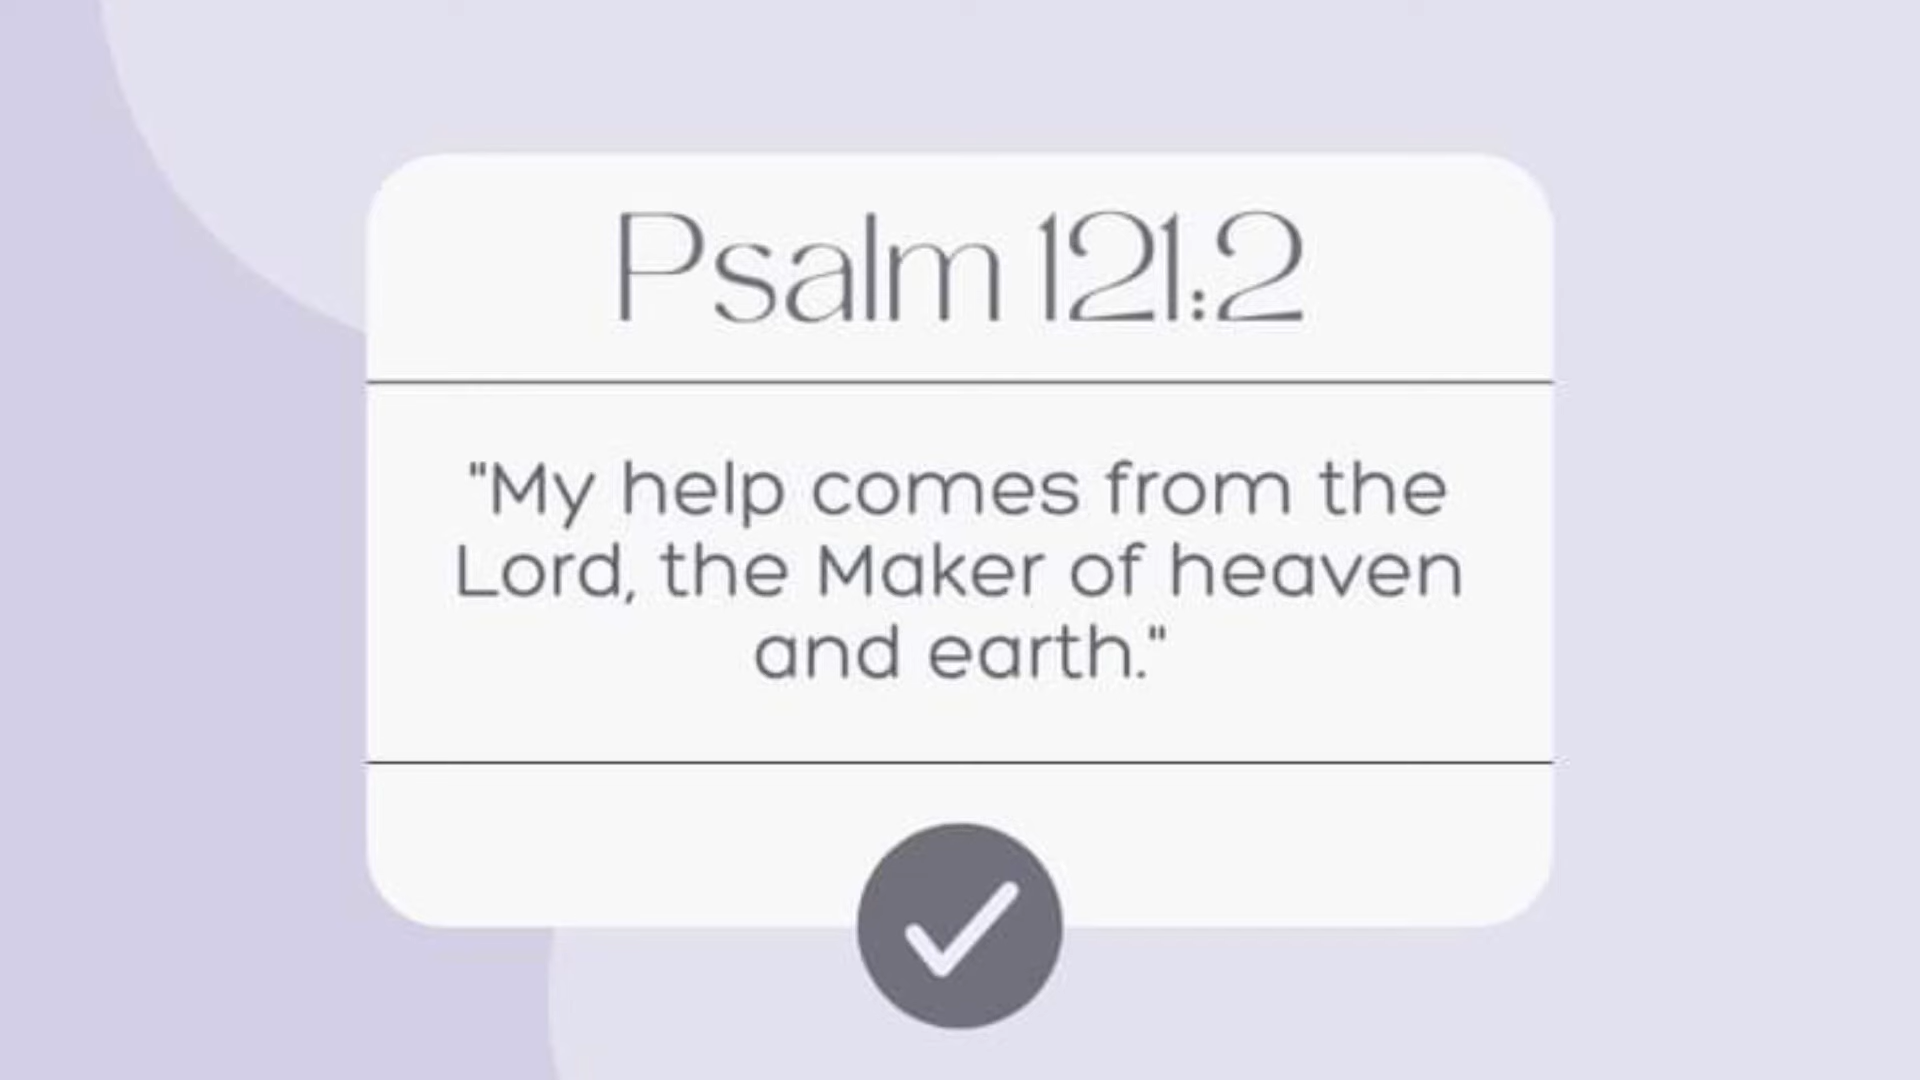 Psalm 121:2
"My help comes from the
Lord, the Maker of heaven
and earth."